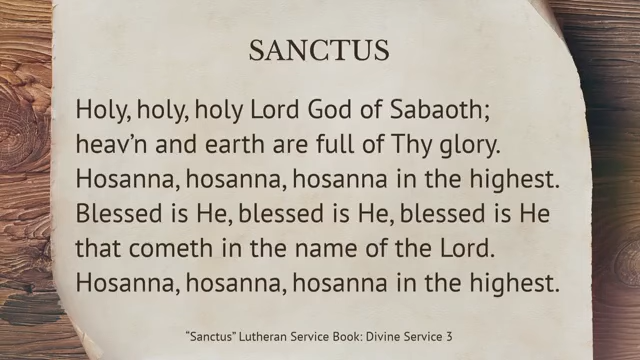 SANCTUS
Holy, holy, holy Lord God of Sabaoth;
heav’n and earth are full of Thy glory.
Hosanna, hosanna, hosanna in the highest.
Blessed is He, blessed is He, blessed is He
that cometh in the name of the Lord.
Hosanna, hosanna, hosanna in the highest.
“Sanctus” Lutheran Service Book: Divine Service 3